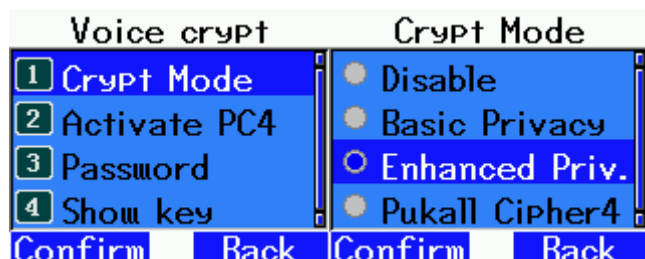 Voice crypt
1 Crypt Mode
2 Activate PC4
3 Password
4 Show key
Confirm Back
Crypt Mode
Disable
Basic Privacy
Enhanced Priv.
Pukall Cipher4
Confirm Back